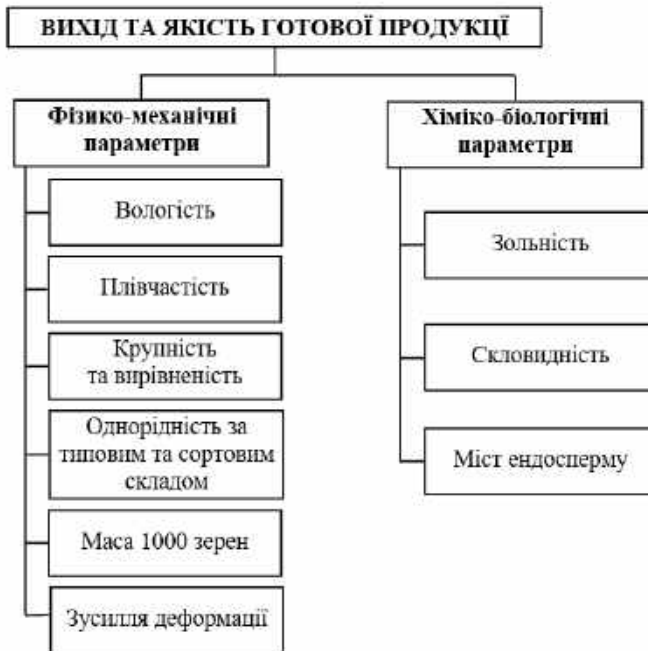 ВИХІД ТА ЯКІСТЬ ГОТОВОЇ ПРОДУКЦЇ
Фізико-механічні
параметри
Вологість
Плівчастість
Крупність
та вирівненість
Однорідність за
типовим та сортовим
складом
Маса 1000 зерен
Зусилля деформації
Хіміко-біологічні
параметри
Зольність
Скловидність
Міст ендосперму